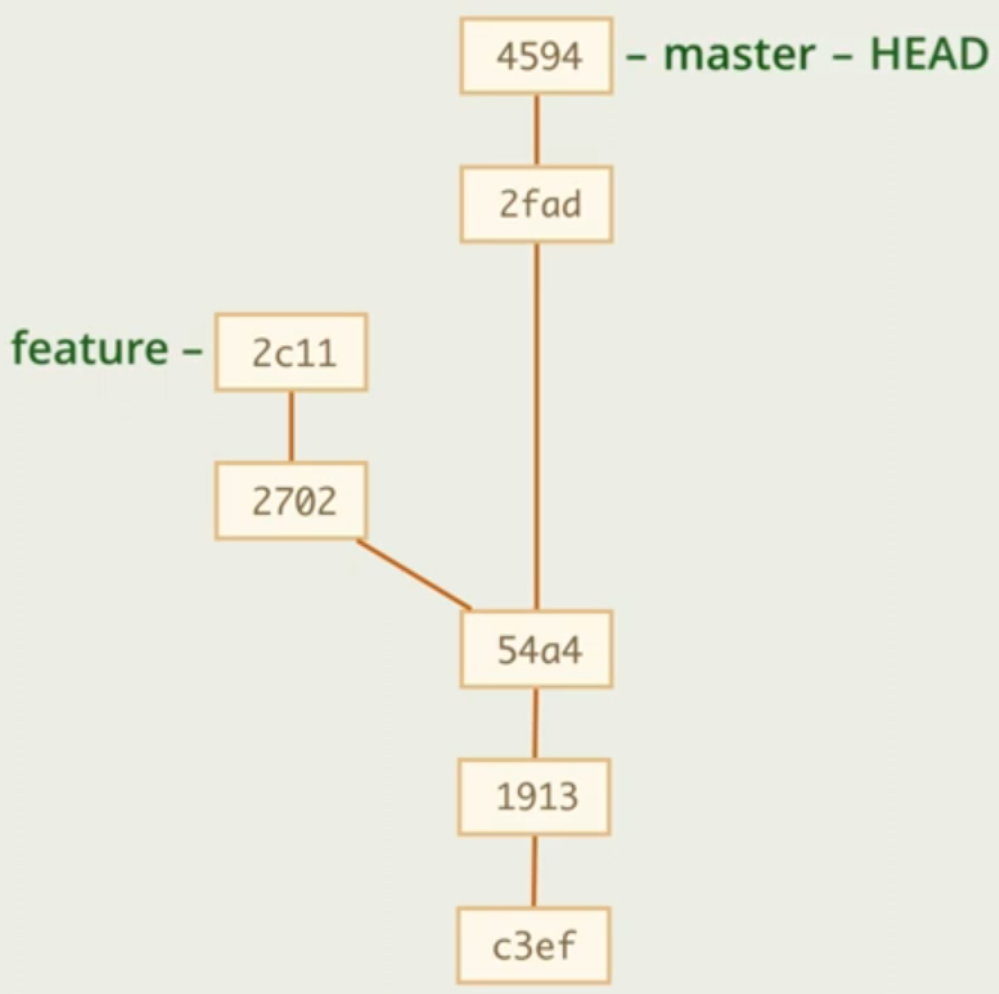 4594 – master – HEAD
2fad
feature – 2c11
2702
54a4
1913
c3ef